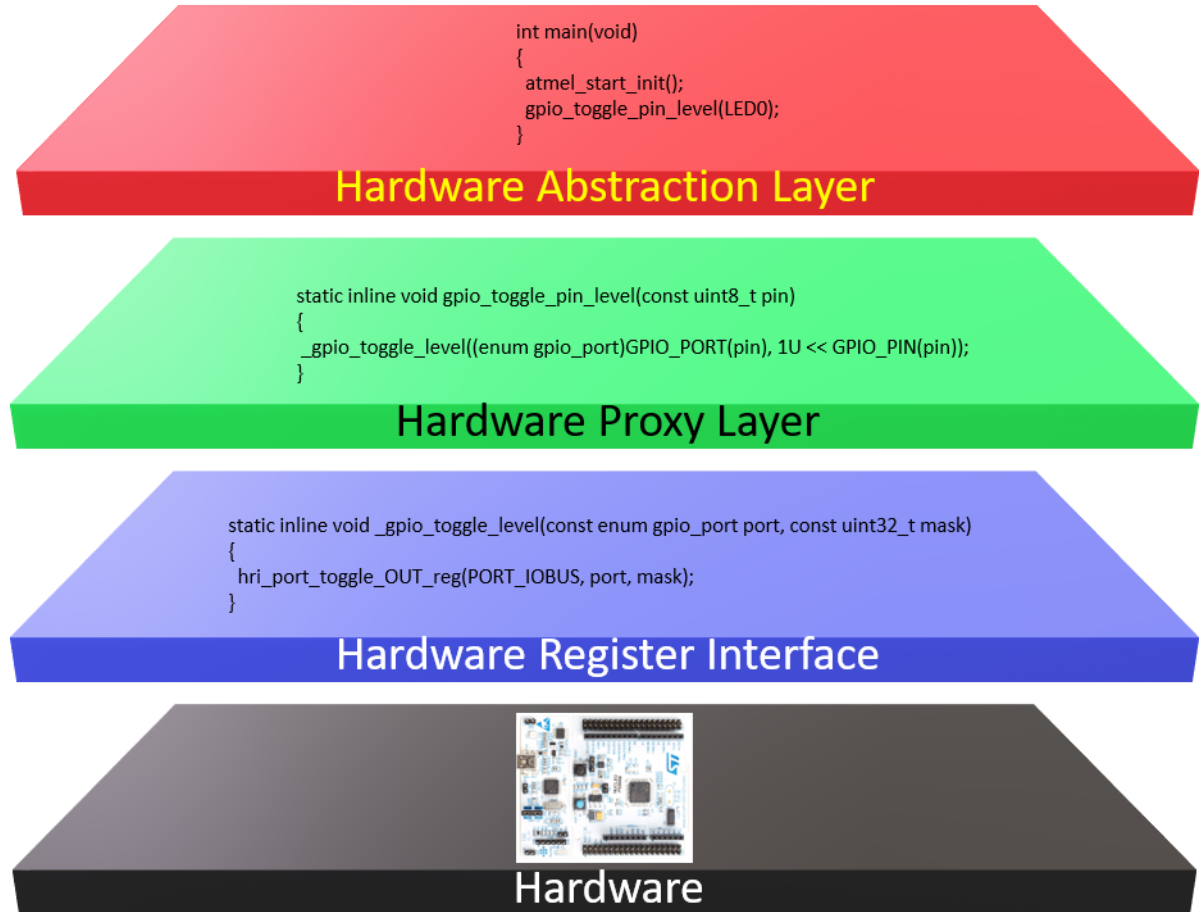 int main(void)
{
atmel_start_init();
gpio_toggle_pin_level(LED0);
}
Hardware Abstraction Layer
static inline void gpio_toggle_pin_level(const uint8_t pin)
{
_gpio_toggle_level((enum gpio_port)GPIO_PORT(pin), 1U << GPIO_PIN(pin));
}
Hardware Proxy Layer
static inline void _gpio_toggle_level(const enum gpio_port port, const uint32_t mask)
{
hri_port_toggle_OUT_reg(PORT_IOBUS, port, mask);
}
Hardware Register Interface
Hardware